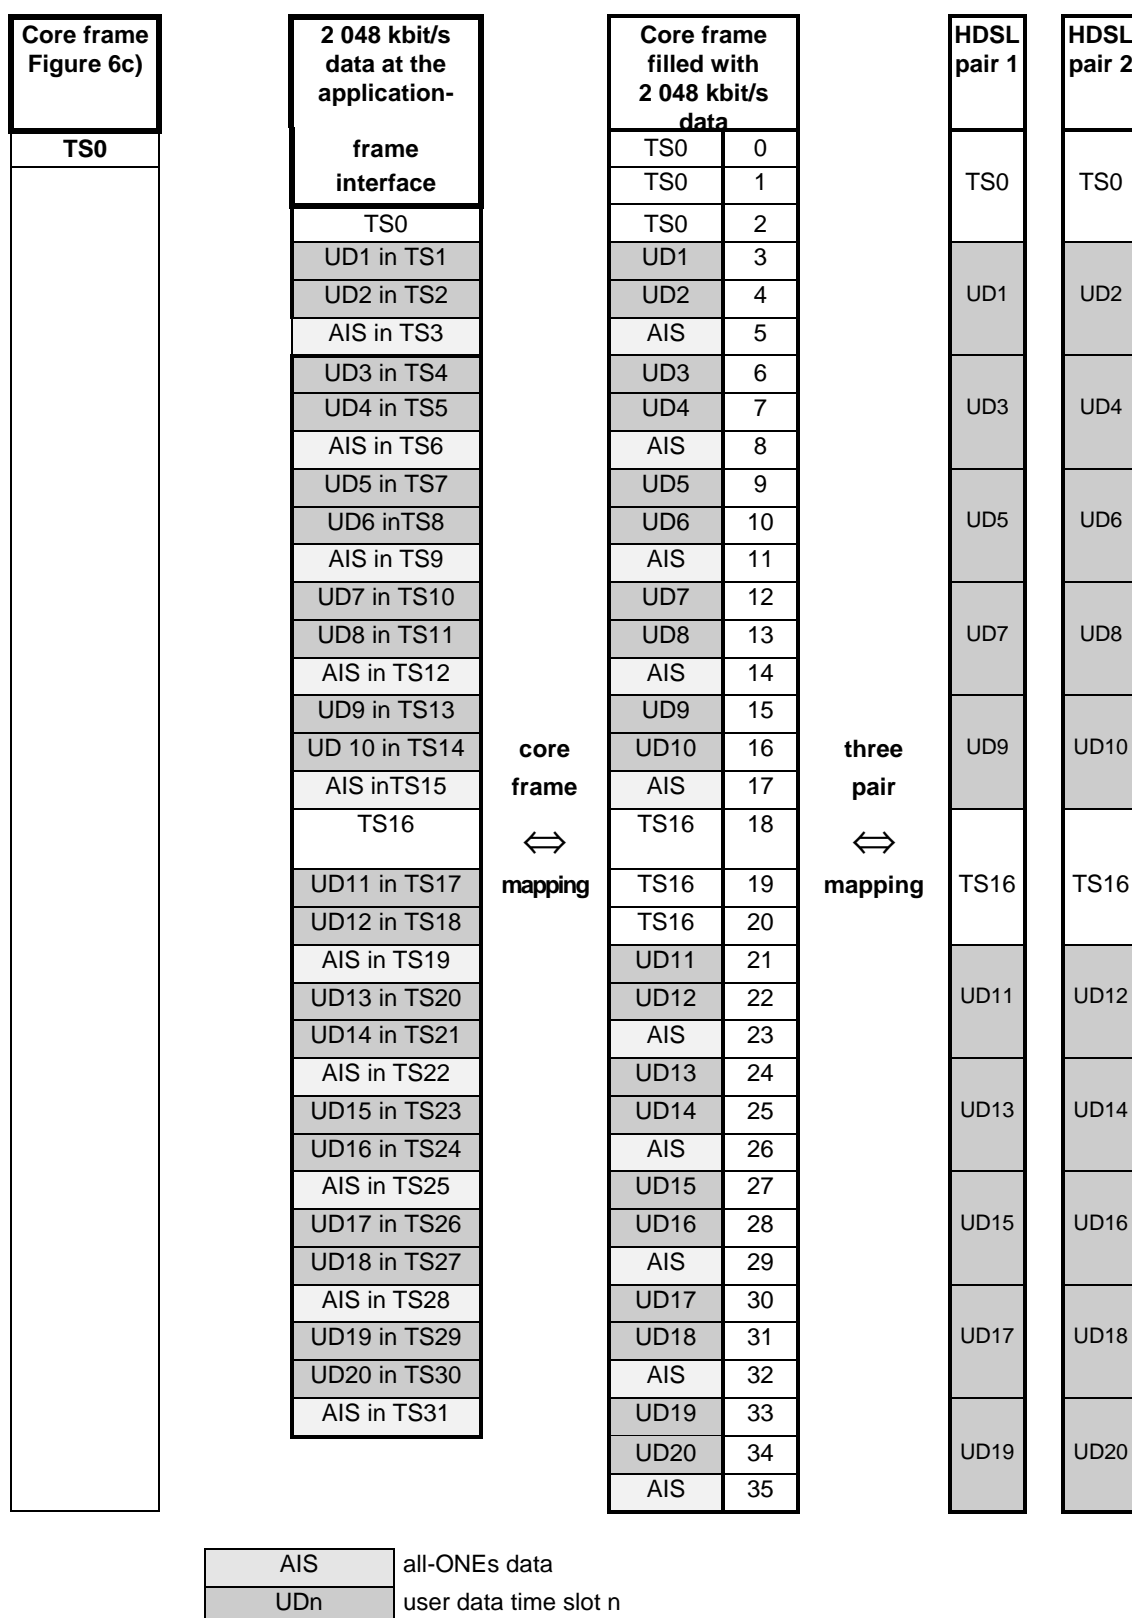 Core frame Figure 6c)
2 048 kbit/s data at the application-frame interface
Core frame filled with 2 048 kbit/s data
HDSL pair 1
HDSL pair 2
TS0
TS0 0
TS0 1 TS0 TS0
TS0 TS0 2
UD1 in TS1 UD1 3
UD2 in TS2 UD2 4 UD1 UD2
AIS in TS3 AIS 5
UD3 in TS4 UD3 6
UD4 in TS5 UD4 7 UD3 UD4
AIS in TS6 AIS 8
UD5 in TS7 UD5 9
UD6 inTS8 UD6 10 UD5 UD6
AIS in TS9 AIS 11
UD7 in TS10 UD7 12
UD8 in TS11 UD8 13 UD7 UD8
AIS in TS12 AIS 14
UD9 in TS13 UD9 15
UD 10 in TS14 core UD10 16 three UD9 UD10
AIS inTS15 frame AIS 17 pair
TS16 ⇔ TS16 18 ⇔
UD11 in TS17 mapping TS16 19 mapping TS16 TS16
UD12 in TS18 TS16 20
AIS in TS19 UD11 21
UD13 in TS20 UD12 22 UD11 UD12
UD14 in TS21 AIS 23
AIS in TS22 UD13 24
UD15 in TS23 UD14 25 UD13 UD14
UD16 in TS24 AIS 26
AIS in TS25 UD15 27
UD17 in TS26 UD16 28 UD15 UD16
UD18 in TS27 AIS 29
AIS in TS28 UD17 30
UD19 in TS29 UD18 31 UD17 UD18
UD20 in TS30 AIS 32
AIS in TS31 UD19 33
UD20 34 UD19 UD20
AIS 35
AIS all-ONEs data
UDn user data time slot n